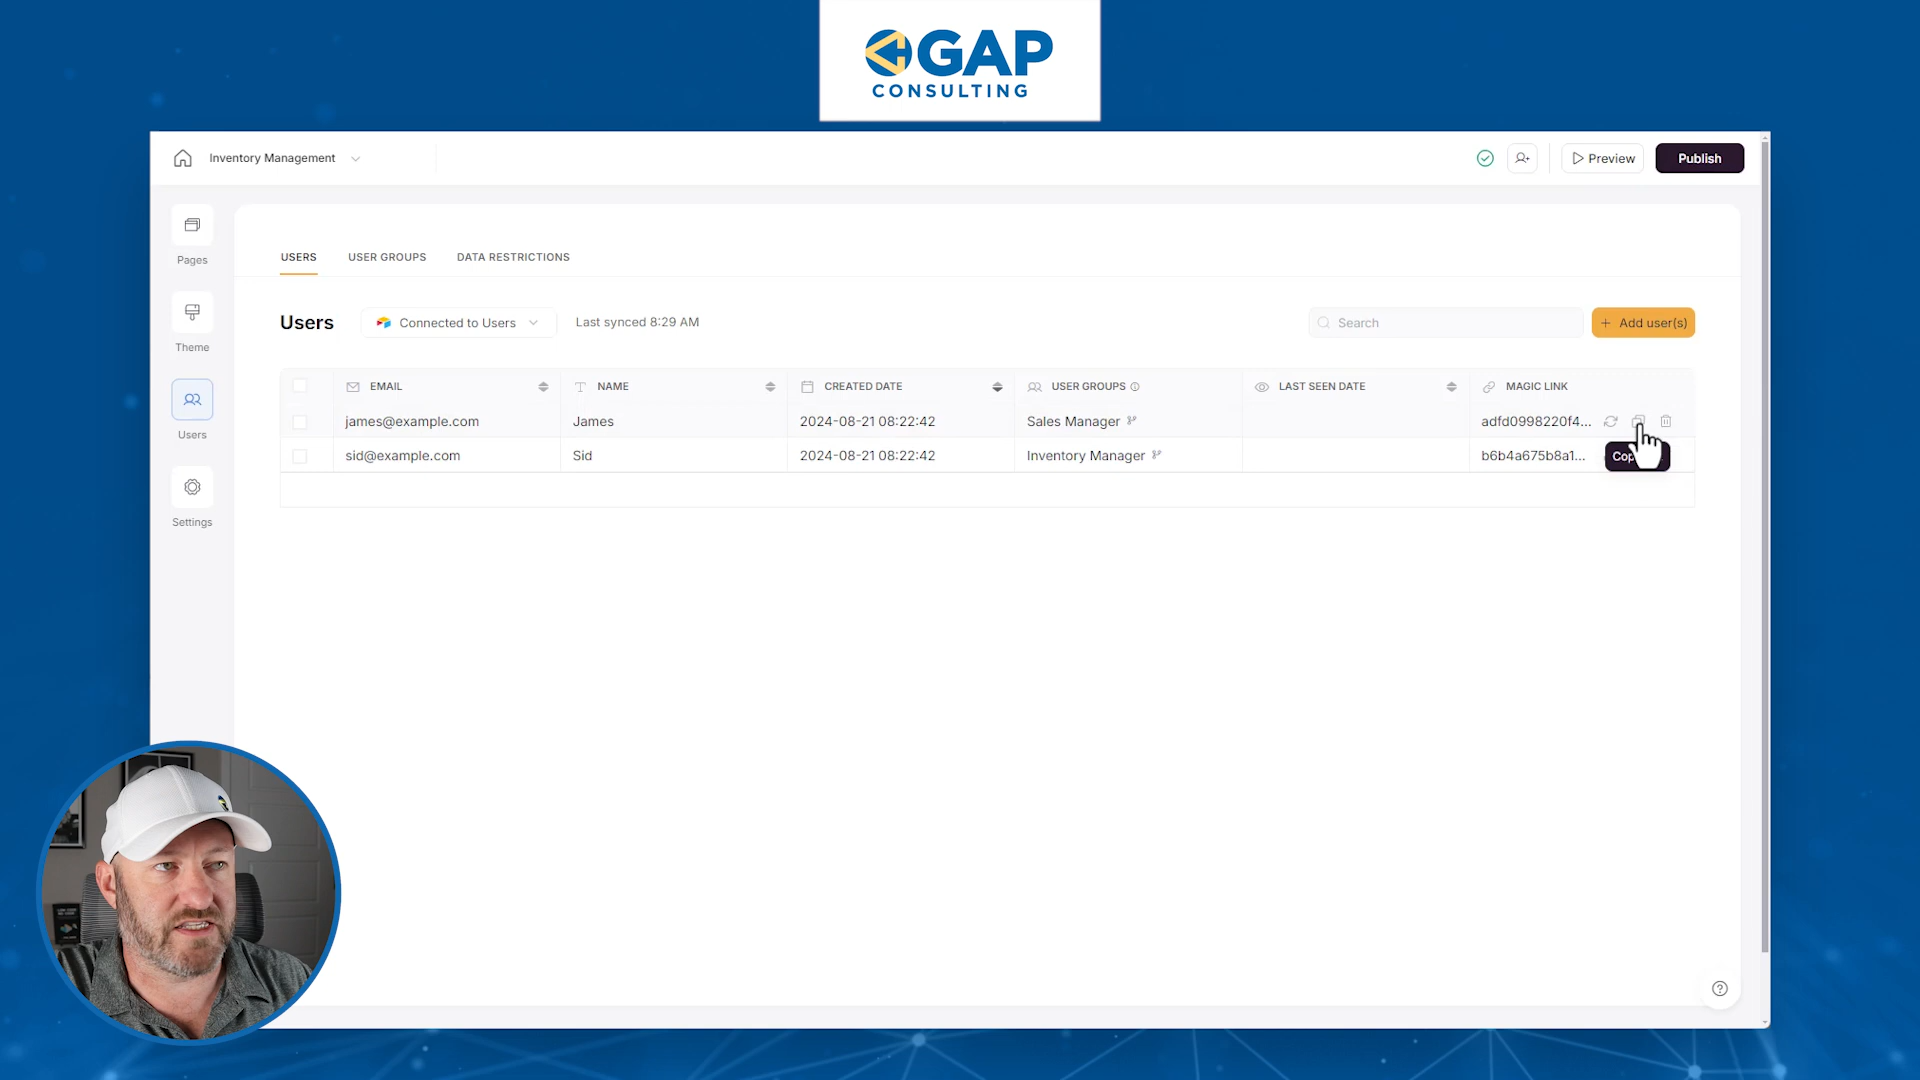 GAP
CONSULTING
Inventory Management
Preview
Publish
Pages
Theme
Users
Settings
USERS
USER GROUPS
DATA RESTRICTIONS
Users
Connected to Users
Last synced 8:29 AM
Search
+ Add user(s)
EMAIL
NAME
CREATED DATE
USER GROUPS
LAST SEEN DATE
MAGIC LINK
james@example.com
James
2024-08-21 08:22:42
Sales Manager
adfd0998220f4...
sid@example.com
Sid
2024-08-21 08:22:42
Inventory Manager
b6b4a675b8a1...